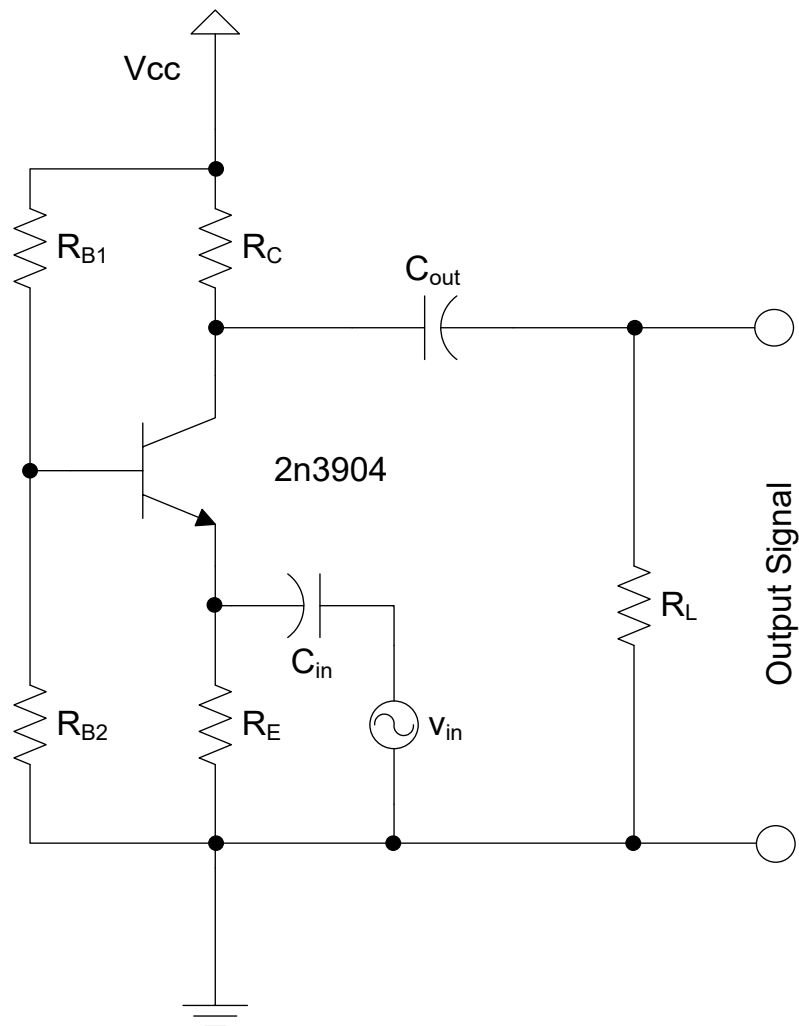 Vcc
RB1
RC
Cout
2n3904
Output Signal
RL
Cin
RB2
RE
vin